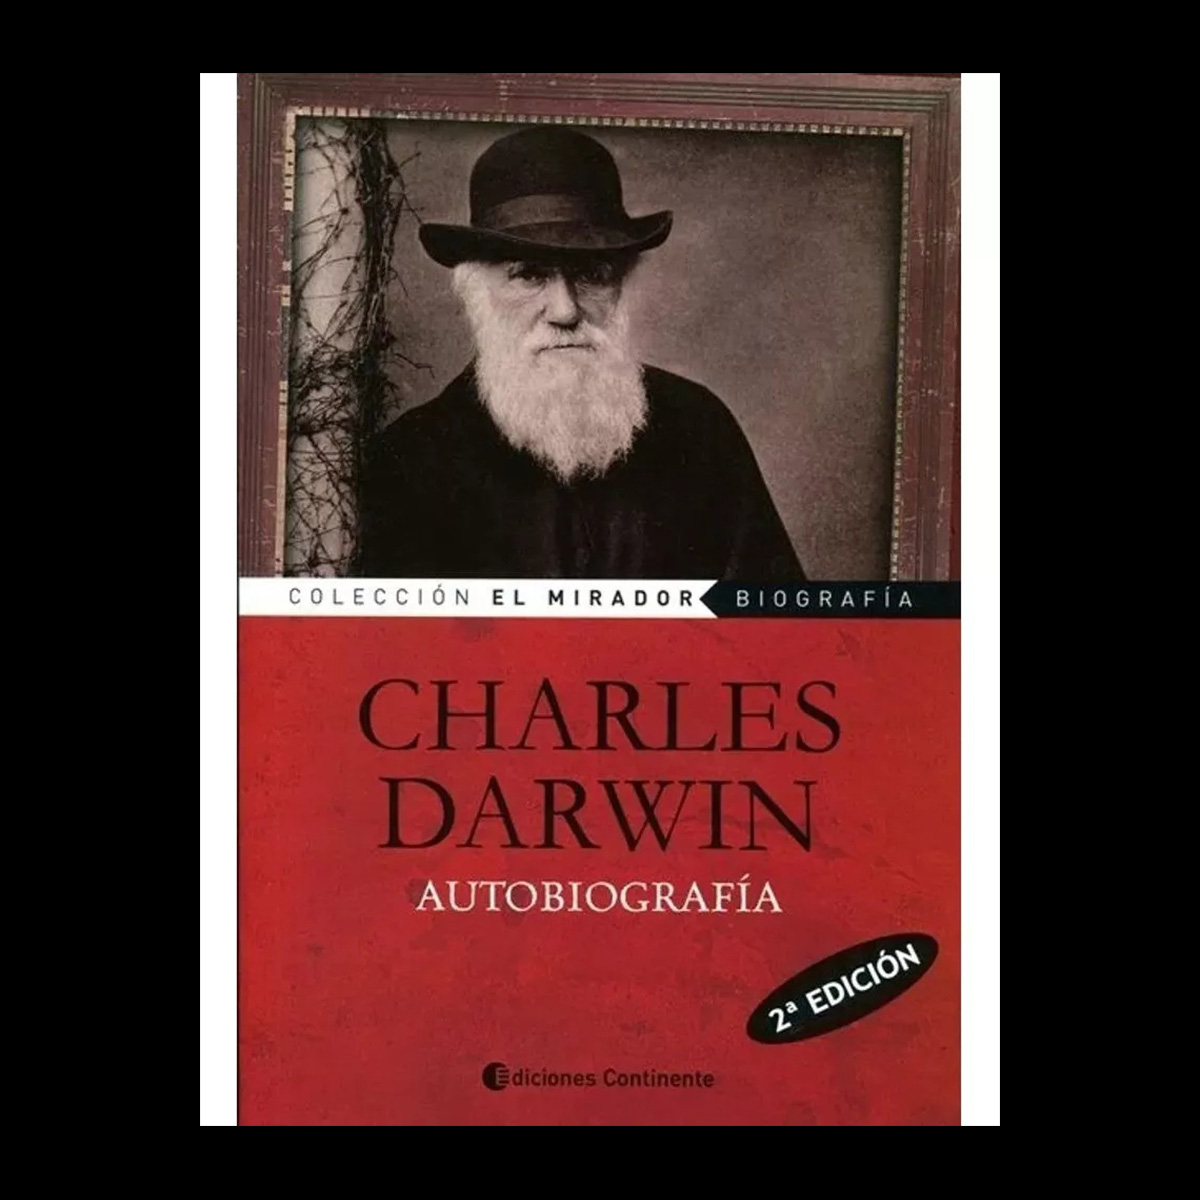 COLECCIÓN EL MIRADOR BIOGRAFÍA
CHARLES
DARWIN
AUTOBIOGRAFÍA
2ª EDICIÓN
Ediciones Continente